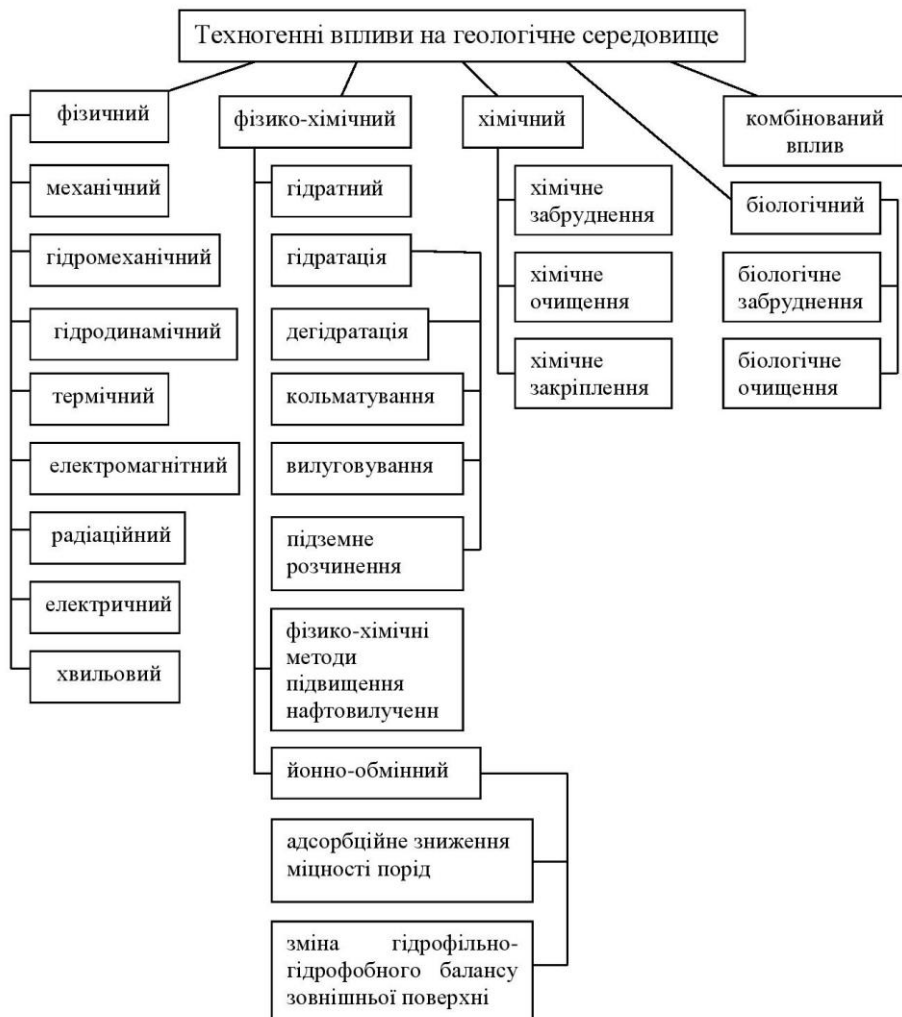 Техногенні впливи на геологічне середовище
фізичний
механічний
гідромеханічний
гідродинамічний
термічний
електромагнітний
радіаційний
електричний
хвильовий
фізико-хімічний
гідратний
гідратація
дегідратація
кольматування
вилуговування
підземне
розчинення
фізико-хімічні
методи
підвищення
нафтовилученн
йонно-обмінний
адсорбційне зниження
міцності порід
зміна гідрофільно-
гідрофобного балансу
зовнішньої поверхні
хімічний
хімічне
забруднення
хімічне
очищення
хімічне
закріплення
комбінований
вплив
біологічний
біологічне
забруднення
біологічне
очищення